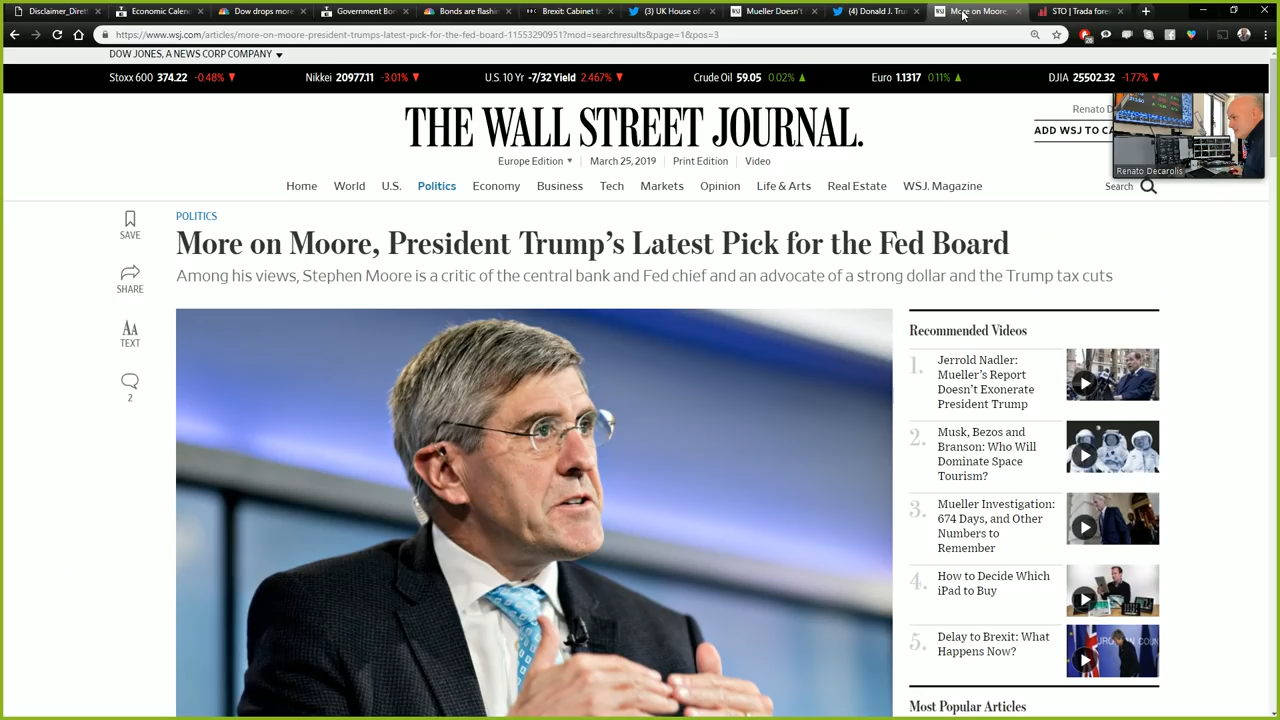 Disclaimer_Diret
Economic Calen
Dow drops more
Government Bo
Bonds are flashi
Brexit: Cabinet to
(3) UK House of
Mueller Doesn't
(4) Donald J. Tru
More on Moore,
STO | Trada forex
https://www.wsj.com/articles/more-on-moore-president-trumps-latest-pick-for-the-fed-board-11553290951?mod=searchresults&page=1&pos=3
DOW JONES, A NEWS CORP COMPANY
Stoxx 600 374.22 -0.48% ▼
Nikkei 20977.11 -3.01% ▼
U.S. 10 Yr -7/32 Yield 2.467% ▼
Crude Oil 59.05 0.02% ▲
Euro 1.1317 0.11% ▲
DJIA 25502.32 -1.77% ▼
THE WALL STREET JOURNAL.
Renato D
ADD WSJ TO CA
Renato Decarolis
Europe Edition
March 25, 2019
Print Edition
Video
Home World U.S. Politics Economy Business Tech Markets Opinion Life & Arts Real Estate WSJ. Magazine
Search
SAVE
SHARE
AA
TEXT
2
POLITICS
More on Moore, President Trump's Latest Pick for the Fed Board
Among his views, Stephen Moore is a critic of the central bank and Fed chief and an advocate of a strong dollar and the Trump tax cuts
Recommended Videos
1. Jerrold Nadler:
Mueller's Report
Doesn't Exonerate
President Trump
2. Musk, Bezos and
Branson: Who Will
Dominate Space
Tourism?
3. Mueller Investigation:
674 Days, and Other
Numbers to
Remember
4. How to Decide Which
iPad to Buy
5. Delay to Brexit: What
Happens Now?
Most Popular Articles